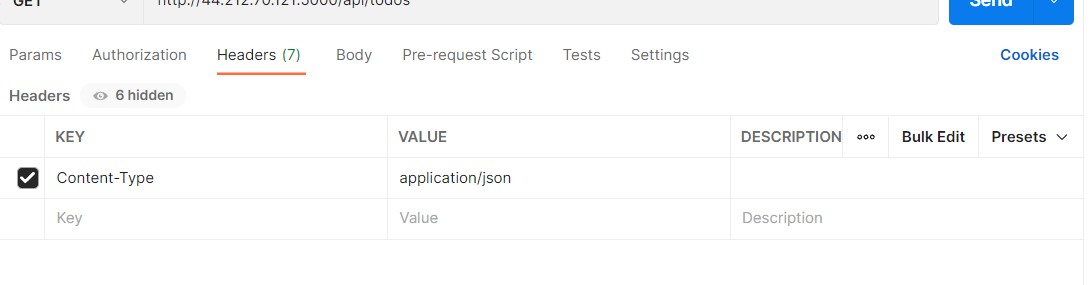 GET http://44.212.70.121:5000/api/todos Send
Params Authorization Headers (7) Body Pre-request Script Tests Settings Cookies
Headers 6 hidden
KEY VALUE DESCRIPTION ooo Bulk Edit Presets
Content-Type application/json
Key Value Description